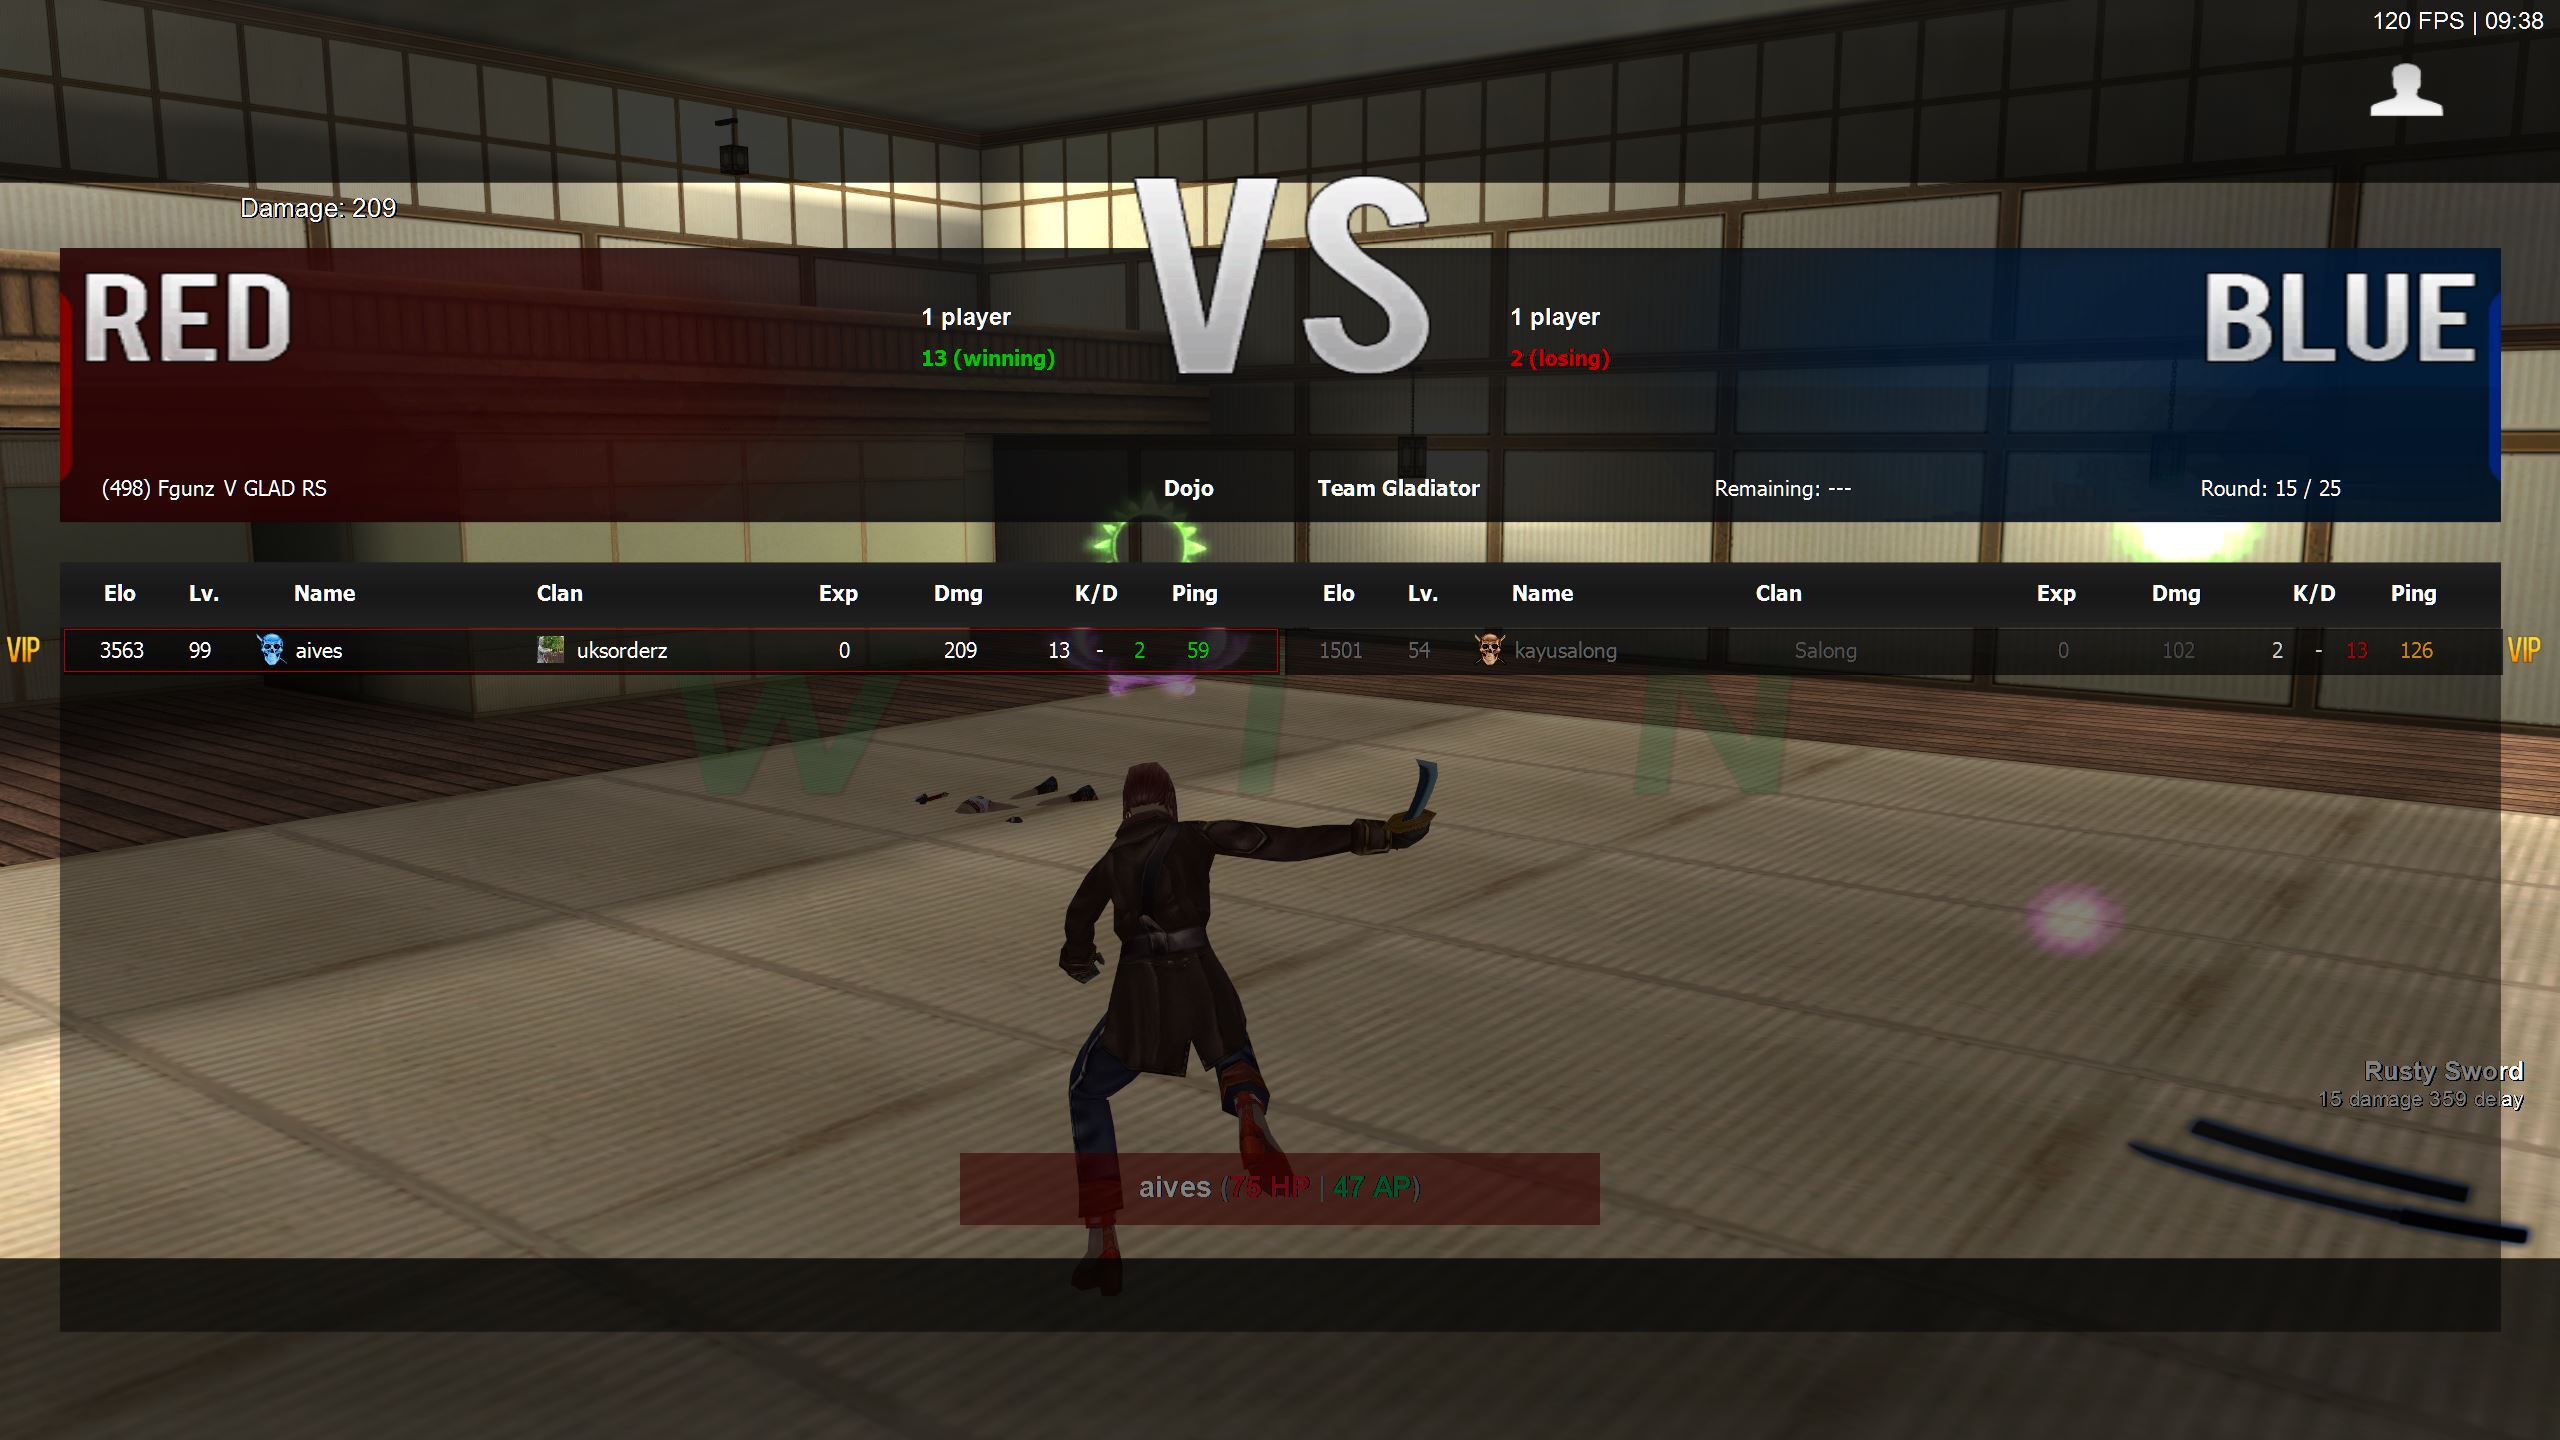 120 FPS | 09:38
Damage: 209
RED VS BLUE
1 player 1 player
13 (winning) 2 (losing)
(498) Fgunz V GLAD RS Dojo Team Gladiator Remaining: --- Round: 15 / 25
Elo Lv. Name Clan Exp Dmg K/D Ping Elo Lv. Name Clan Exp Dmg K/D Ping
VIP 3563 99 aives uksorderz 0 209 13 - 2 59 1501 54 kayusalong Salong 0 102 2 - 13 126 VIP
WIN
Rusty Sword
15 damage 359 delay
aives (75 HP | 47 AP)